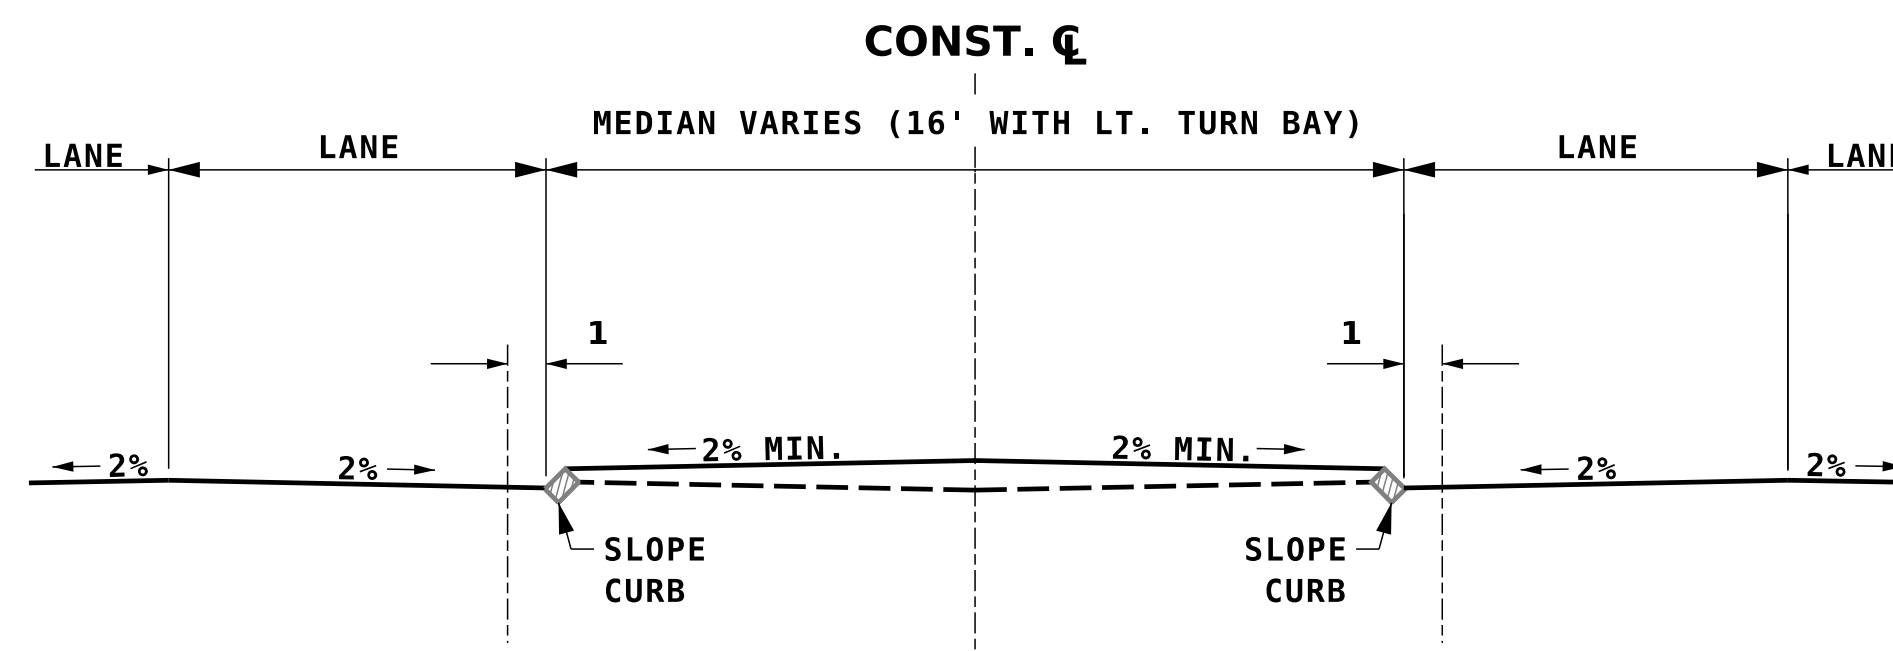 CONST. ℄
MEDIAN VARIES (16' WITH LT. TURN BAY)
LANE
LANE
LANE
LAN
1
1
2%
2%
2% MIN.
2% MIN.
2%
2%
SLOPE
CURB
SLOPE
CURB